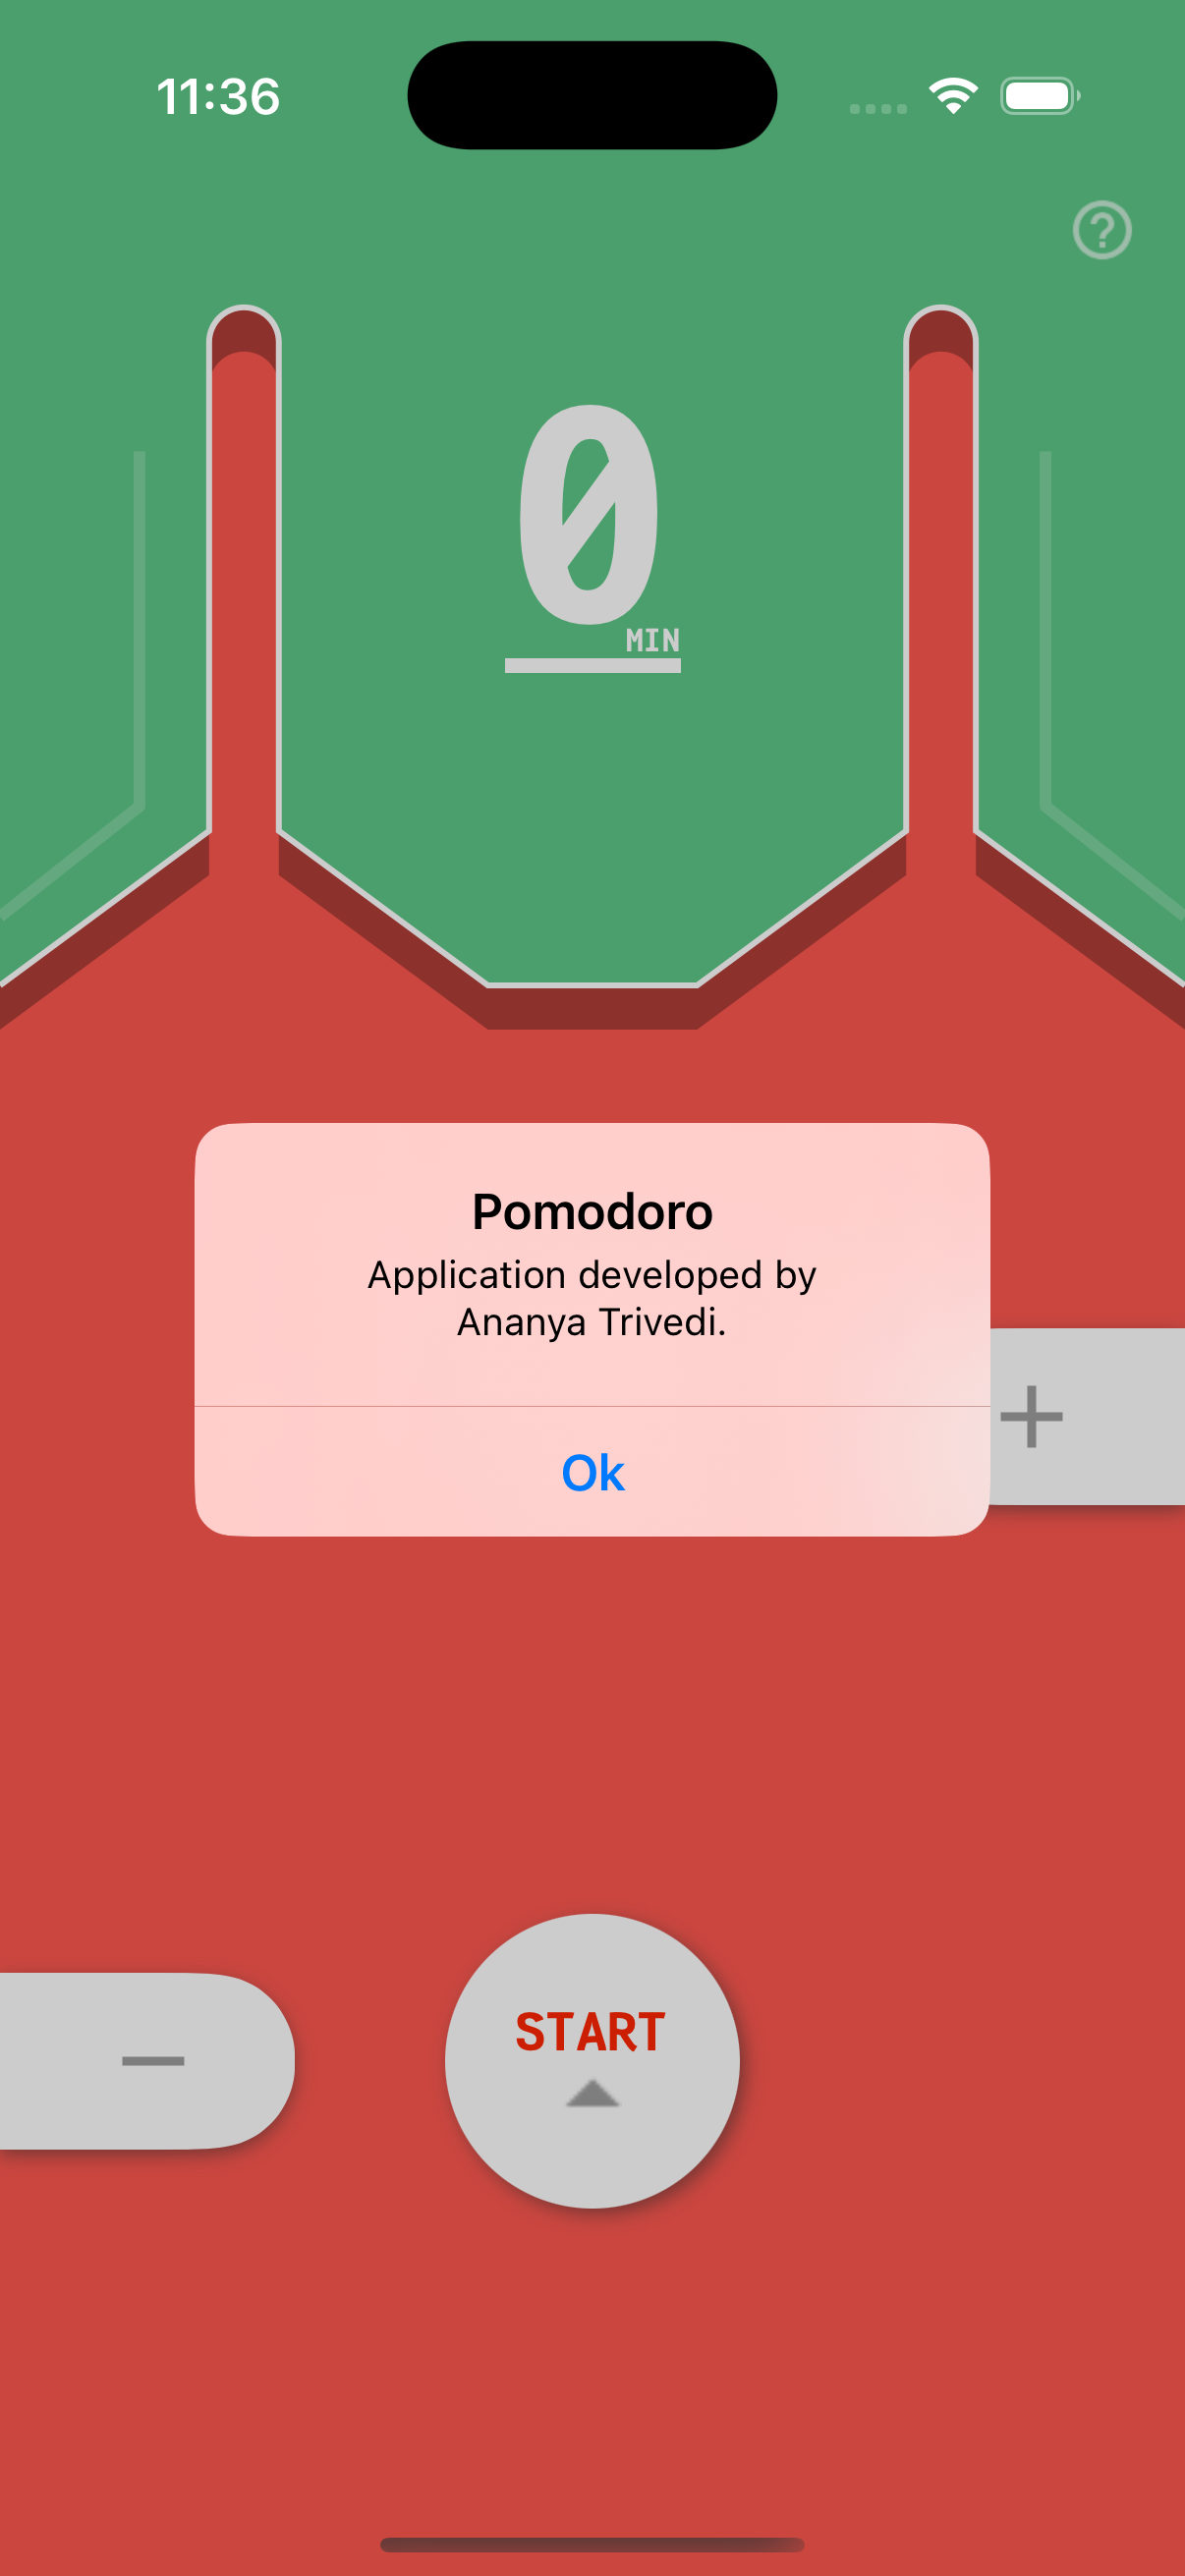 11:36
0
MIN
Pomodoro
Application developed by
Ananya Trivedi.
Ok
START